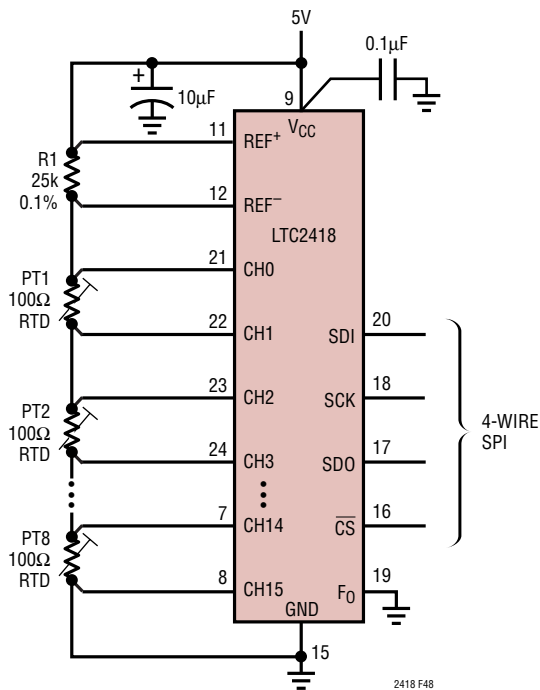 5V
0.1µF
+
10µF
9
VCC
11
REF+
R1
25k
0.1%
12
REF−
LTC2418
21
CH0
PT1
100Ω
RTD
22
CH1
20
SDI
23
CH2
18
SCK
PT2
100Ω
RTD
4-WIRE
SPI
24
CH3
17
SDO
7
CH14
16
CS
PT8
100Ω
RTD
8
CH15
19
FO
GND
15
2418 F48